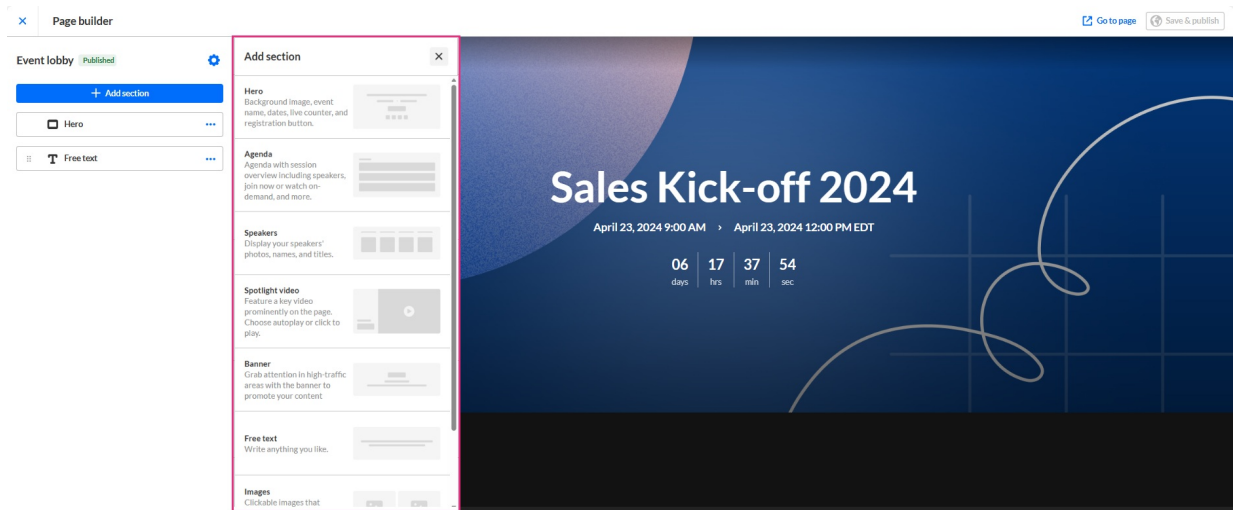 Page builder
Go to page
Save & publish
Event lobby Published
+ Add section
Hero
Free text
Add section
Hero
Background image, event
name, dates, live counter, and
registration button.
Agenda
Agenda with session
overview including speakers,
join now or watch on-
demand, and more.
Speakers
Display your speakers'
photos, names, and titles.
Spotlight video
Feature a key video
prominently on the page.
Choose autoplay or click to
play.
Banner
Grab attention in high-traffic
areas with the banner to
promote your content
Free text
Write anything you like.
Images
Clickable images that
Sales Kick-off 2024
April 23, 2024 9:00 AM > April 23, 2024 12:00 PM EDT
06 17 37 54
days hrs min sec